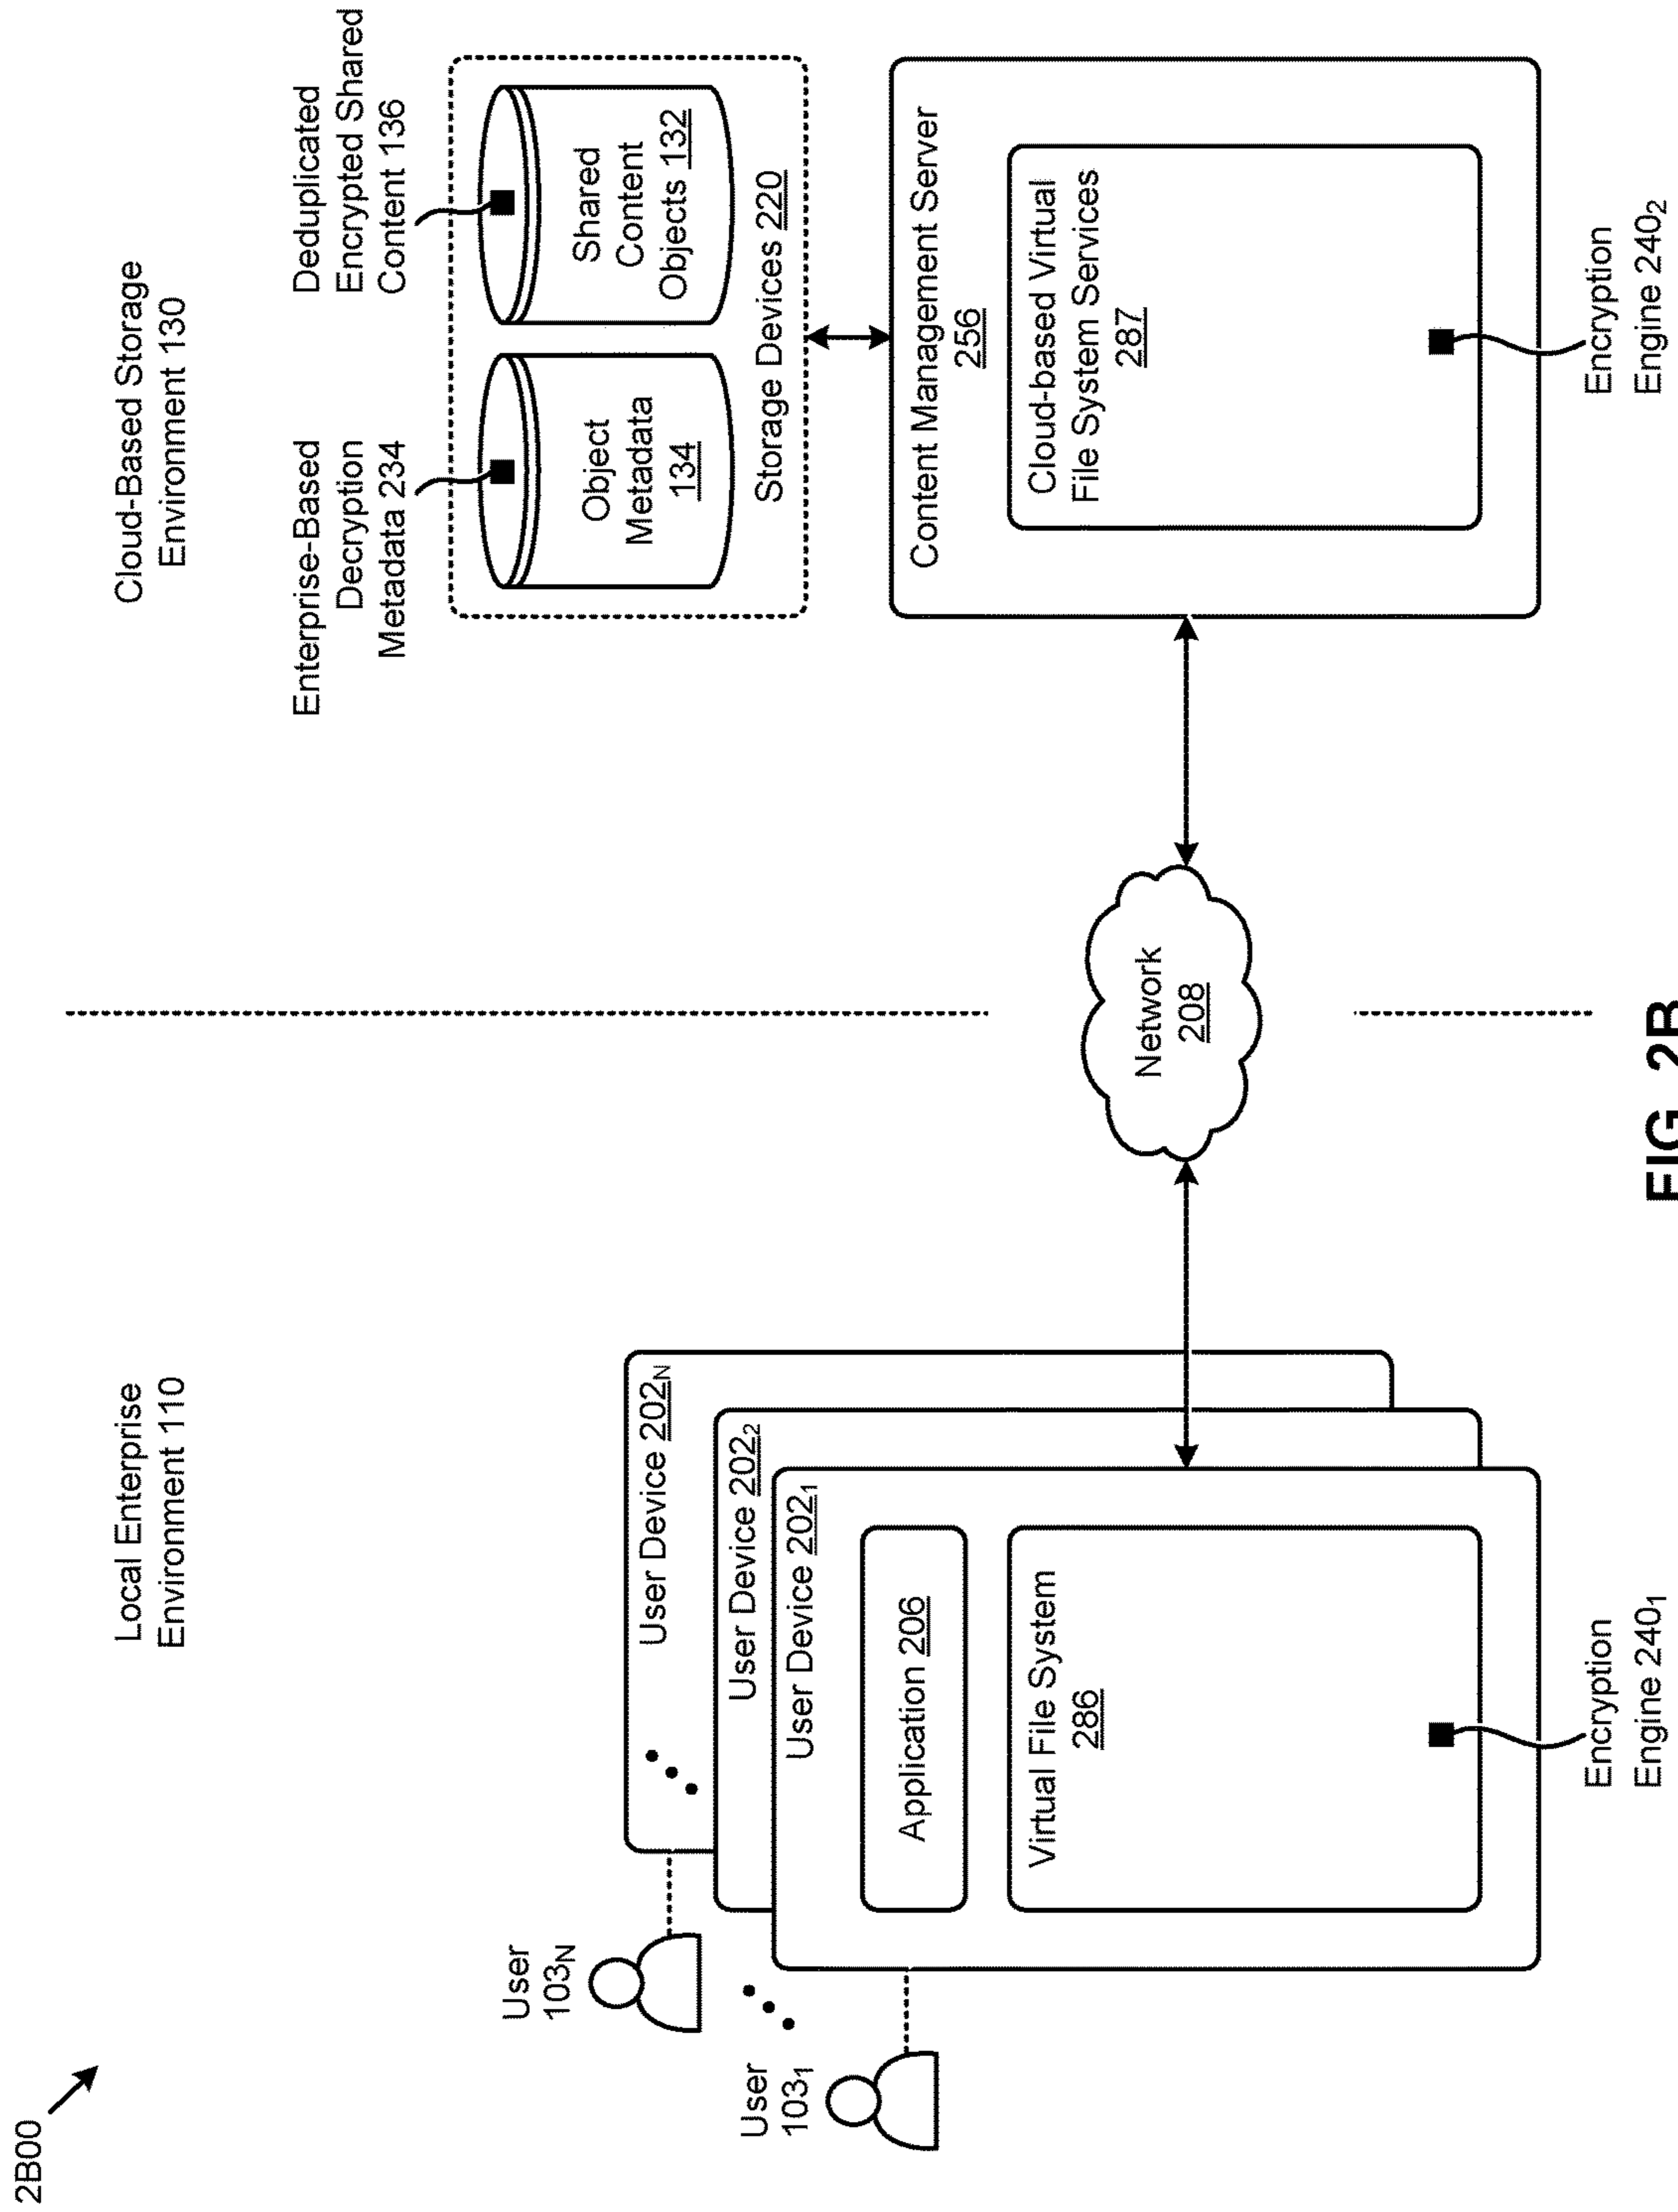 2B00
Local Enterprise
Environment 110
Cloud-Based Storage
Environment 130
User
103N
User
1031
User Device 202N
User Device 2022
User Device 2021
Application 206
Virtual File System
286
Encryption
Engine 2401
Network
208
Enterprise-Based
Decryption
Metadata 234
Deduplicated
Encrypted Shared
Content 136
Object
Metadata
134
Shared
Content
Objects 132
Storage Devices 220
Content Management Server
256
Cloud-based Virtual
File System Services
287
Encryption
Engine 2402
FIG. 2B